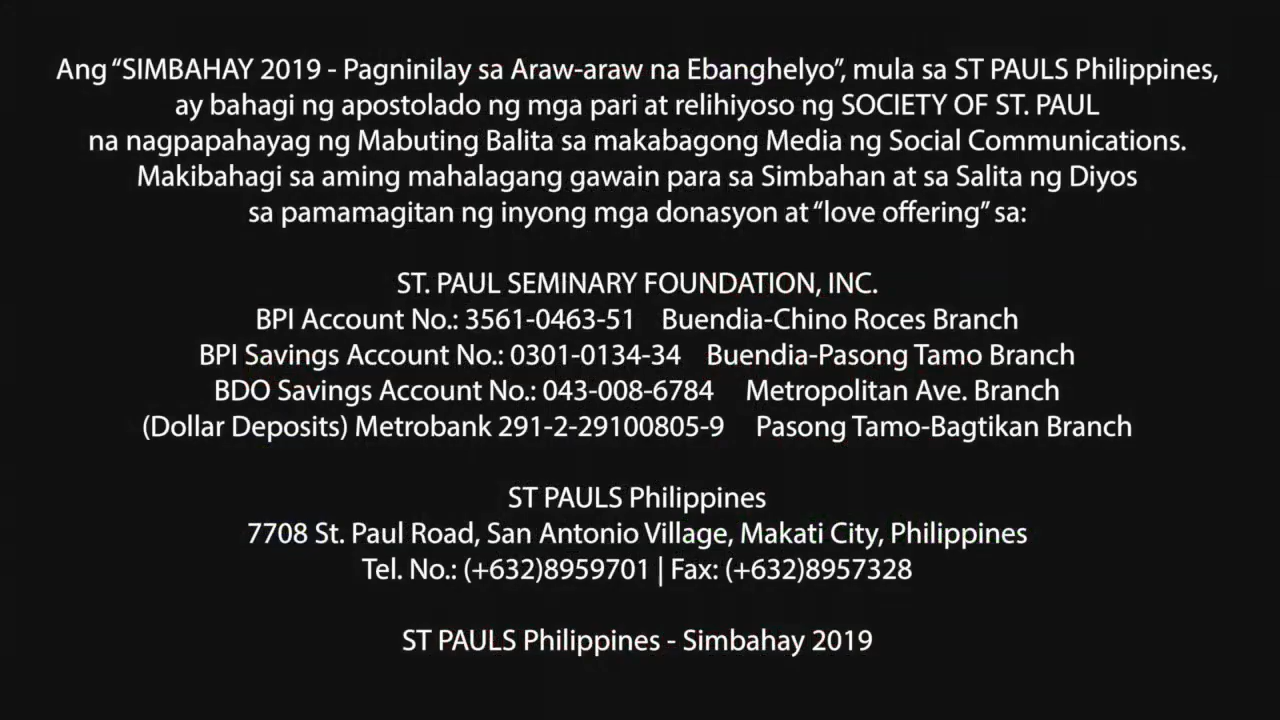 Ang “SIMBAHAY 2019 - Pagninilay sa Araw-araw na Ebanghelyo”, mula sa ST PAULS Philippines,
ay bahagi ng apostolado ng mga pari at relihiyoso ng SOCIETY OF ST. PAUL
na nagpapahayag ng Mabuting Balita sa makabagong Media ng Social Communications.
Makibahagi sa aming mahalagang gawain para sa Simbahan at sa Salita ng Diyos
sa pamamagitan ng inyong mga donasyon at “love offering” sa:
ST. PAUL SEMINARY FOUNDATION, INC.
BPI Account No.: 3561-0463-51 Buendia-Chino Roces Branch
BPI Savings Account No.: 0301-0134-34 Buendia-Pasong Tamo Branch
BDO Savings Account No.: 043-008-6784 Metropolitan Ave. Branch
(Dollar Deposits) Metrobank 291-2-29100805-9 Pasong Tamo-Bagtikan Branch
ST PAULS Philippines
7708 St. Paul Road, San Antonio Village, Makati City, Philippines
Tel. No.: (+632)8959701 | Fax: (+632)8957328
ST PAULS Philippines - Simbahay 2019